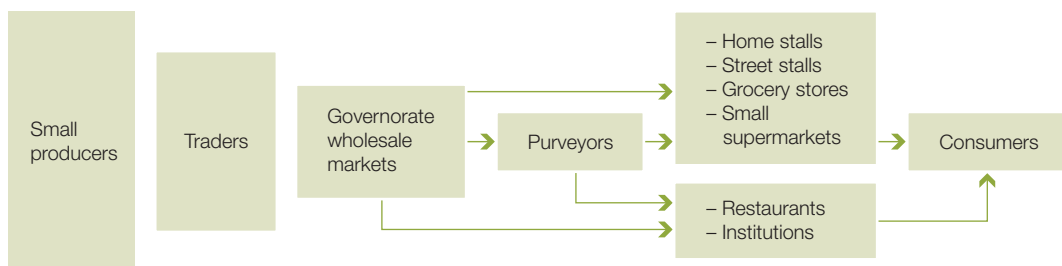 Small
producers
Traders
Governorate
wholesale
markets
Purveyors
– Home stalls
– Street stalls
– Grocery stores
– Small
supermarkets
– Restaurants
– Institutions
Consumers